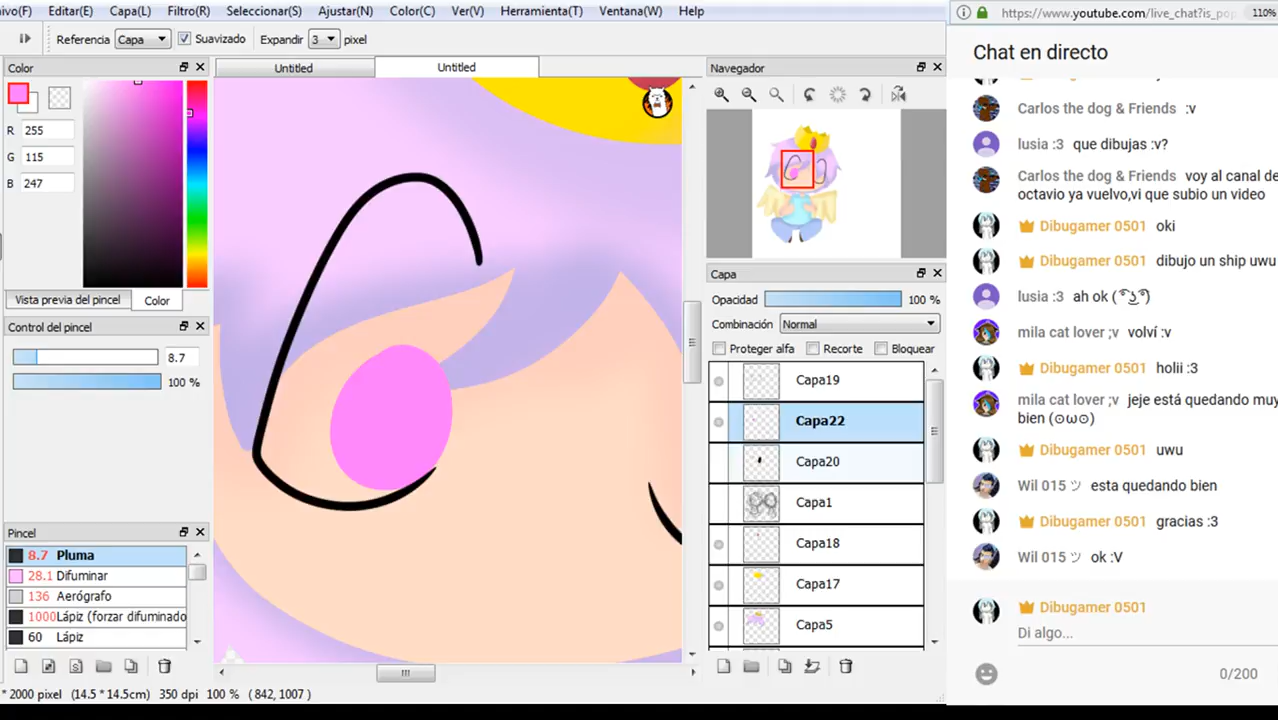 ivo(F) Editar(E) Capa(L) Filtro(R) Seleccionar(S) Ajustar(N) Color(C) Ver(V) Herramienta(T) Ventana(W) Help
Referencia Capa Suavizado Expandir 3 pixel
Color
R 255
G 115
B 247
Vista previa del pincel Color
Control del pincel
8.7
100 %
Pincel
8.7 Pluma
28.1 Difuminar
136 Aerógrafo
1000 Lápiz (forzar difuminado
60 Lápiz
* 2000 pixel (14.5 * 14.5cm) 350 dpi 100 % ( 842, 1007 )
Untitled Untitled
Navegador
Capa
Opacidad 100 %
Combinación Normal
Proteger alfa Recorte Bloquear
Capa19
Capa22
Capa20
Capa1
Capa18
Capa17
Capa5
https://www.youtube.com/live_chat?is_pop 110%
Chat en directo
Carlos the dog & Friends :v
lusia :3 que dibujas :v?
Carlos the dog & Friends voy al canal de
octavio ya vuelvo,vi que subio un video
Dibugamer 0501 oki
Dibugamer 0501 dibujo un ship uwu
lusia :3 ah ok ( ͡° ͜ʖ ͡°)
mila cat lover ;v volví :v
Dibugamer 0501 holii :3
mila cat lover ;v jeje está quedando muy
bien (⊙ω⊙)
Dibugamer 0501 uwu
Wil 015 ツ esta quedando bien
Dibugamer 0501 gracias :3
Wil 015 ツ ok :V
Dibugamer 0501
Di algo...
0/200